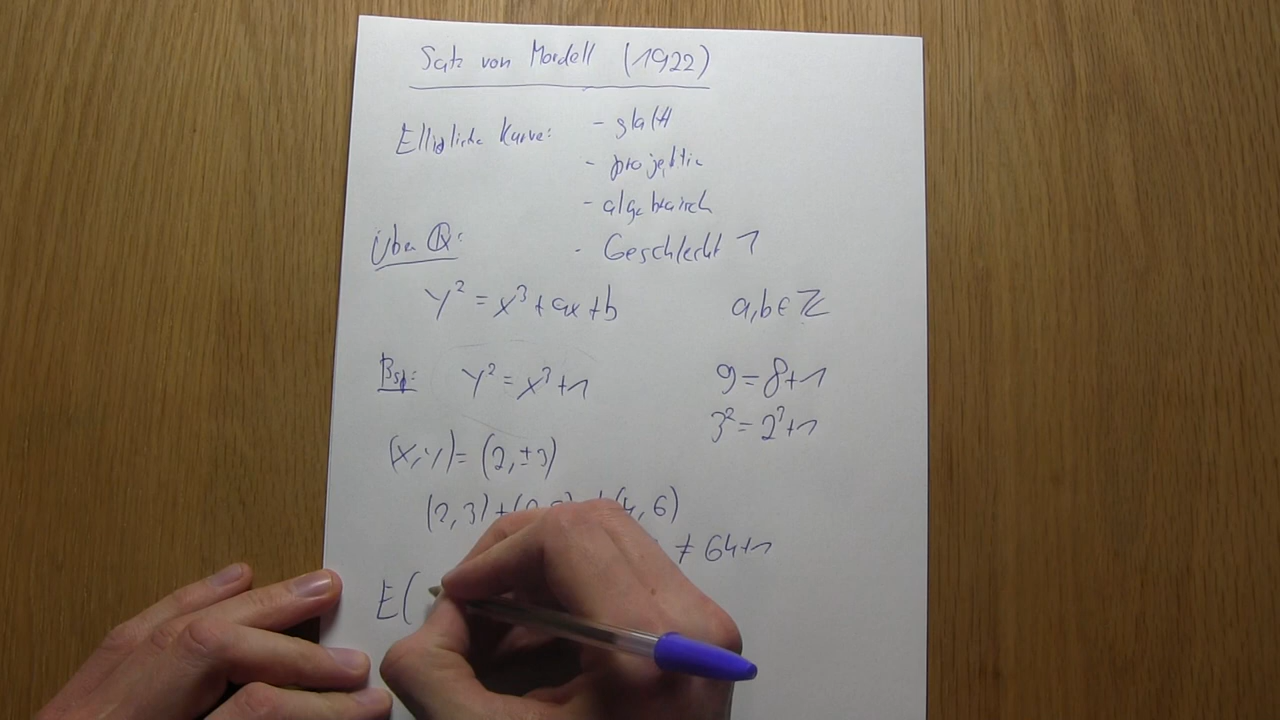 Satz von Mordell (1922)
Elliptische Kurve: - glatt
- projektiv
- algebraisch
- Geschlecht 1
Über ℚ:
y² = x³ + ax + b a, b ∈ ℤ
Bsp: y² = x³ + 1 9 = 8 + 1
3² = 2³ + 1
(x, y) = (2, ±3)
(2, 3) + (4, 6)
≠ 64 + 1
E(